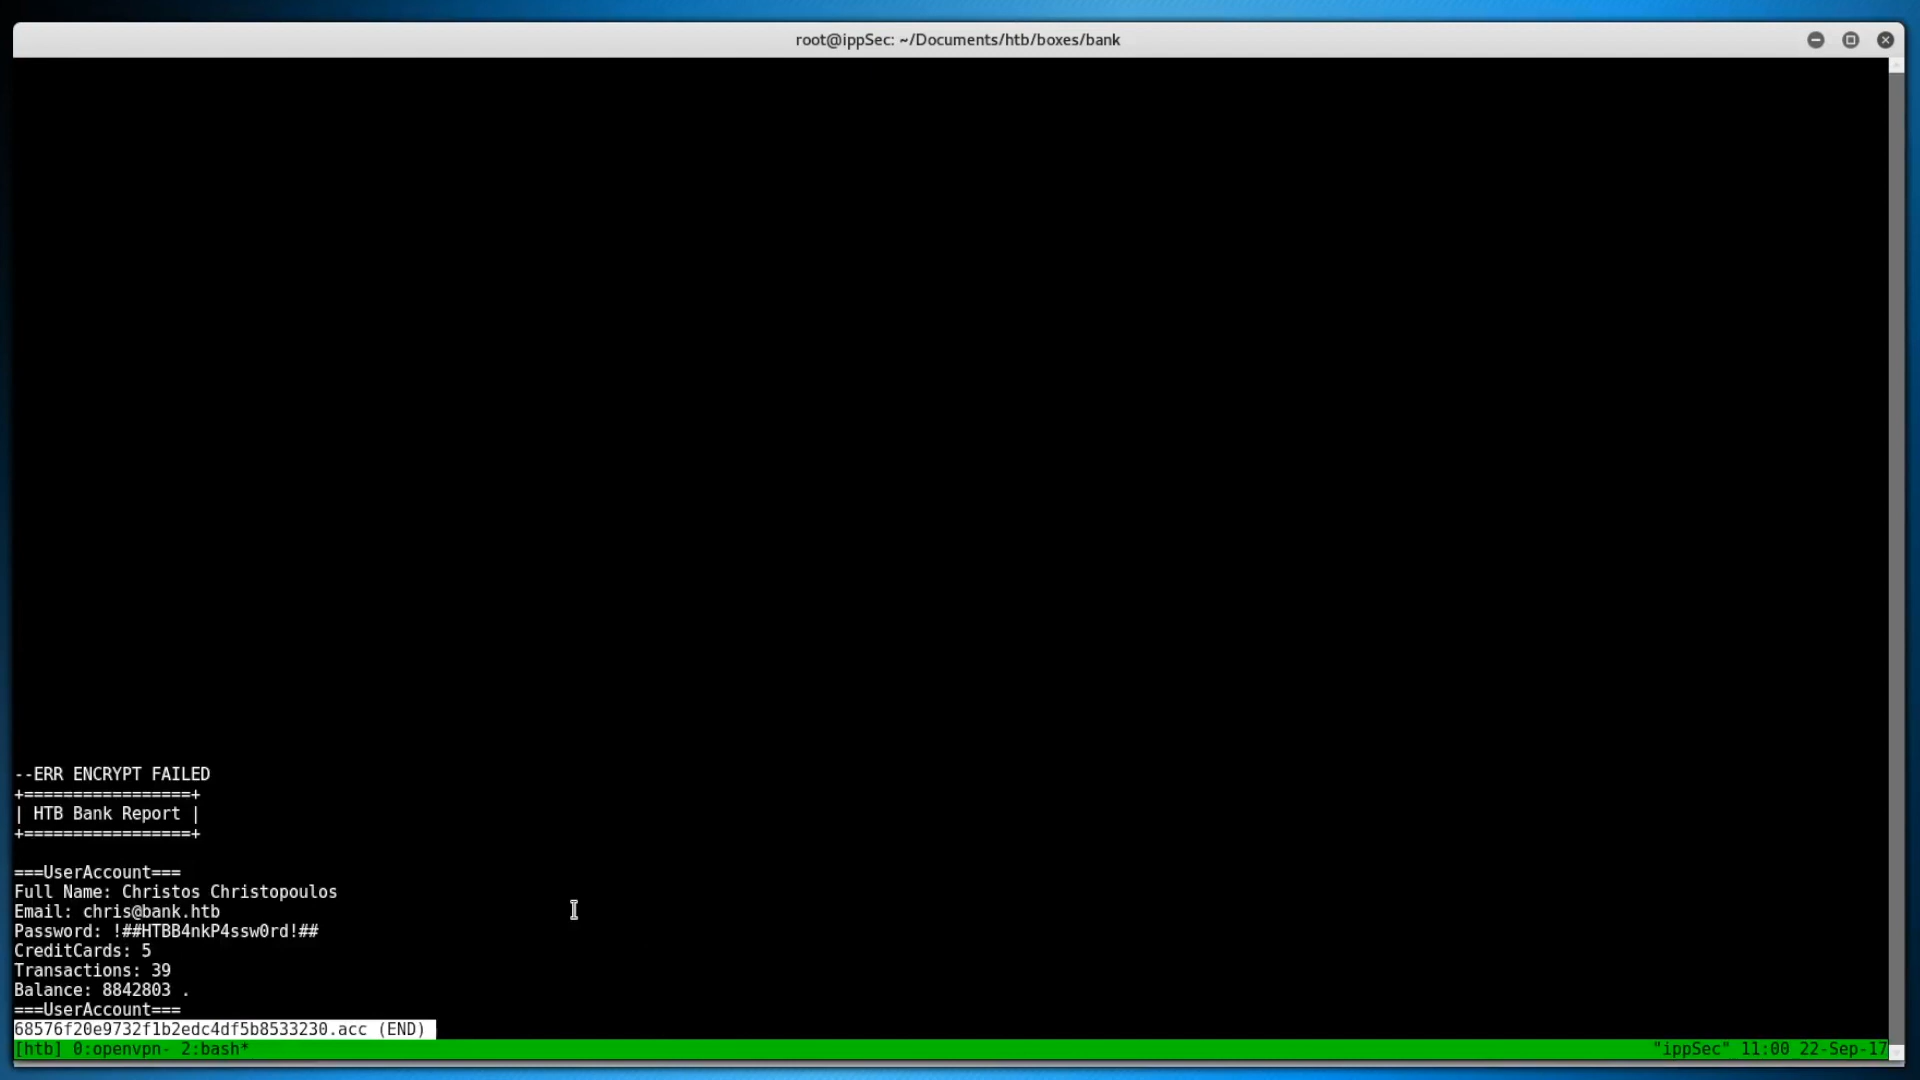 root@ippSec: ~/Documents/htb/boxes/bank
--ERR ENCRYPT FAILED
+=================+
| HTB Bank Report |
+=================+
===UserAccount===
Full Name: Christos Christopoulos
Email: chris@bank.htb
Password: !##HTBB4nkP4ssw0rd!##
CreditCards: 5
Transactions: 39
Balance: 8842803 .
===UserAccount===
68576f20e9732f1b2edc4df5b8533230.acc (END)
[htb] 0:openvpn- 2:bash* "ippSec" 11:00 22-Sep-17